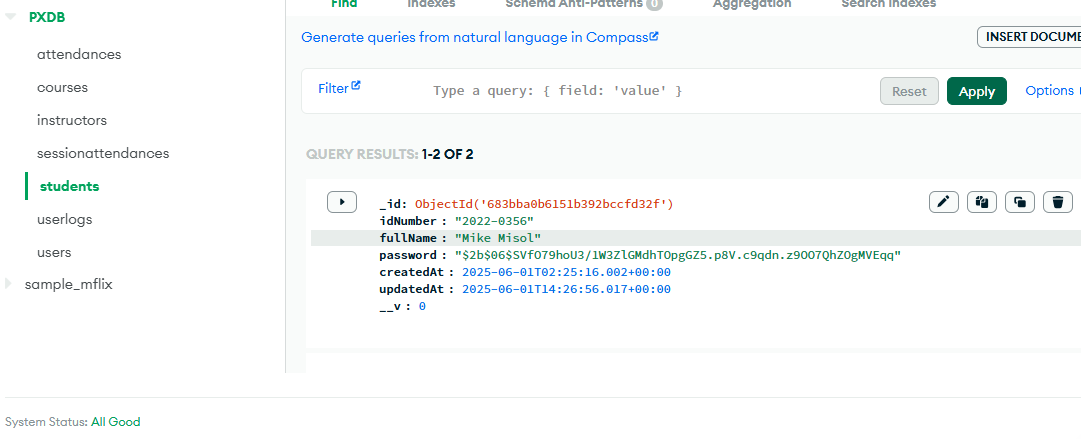 PXDB
attendances
courses
instructors
sessionattendances
students
userlogs
users
sample_mflix
Find Indexes Schema Anti-Patterns 0 Aggregation Search Indexes
Generate queries from natural language in Compass
INSERT DOCUME
Filter Type a query: { field: 'value' } Reset Apply Options
QUERY RESULTS: 1-2 OF 2
_id: ObjectId('683bba0b6151b392bccfd32f')
idNumber : "2022-0356"
fullName : "Mike Misol"
password : "$2b$06$SVfO79hoU3/1W3ZlGMdhTOpgGZ5.p8V.c9qdn.z9OO7QhZOgMVEqq"
createdAt : 2025-06-01T02:25:16.002+00:00
updatedAt : 2025-06-01T14:26:56.017+00:00
__v : 0
System Status: All Good